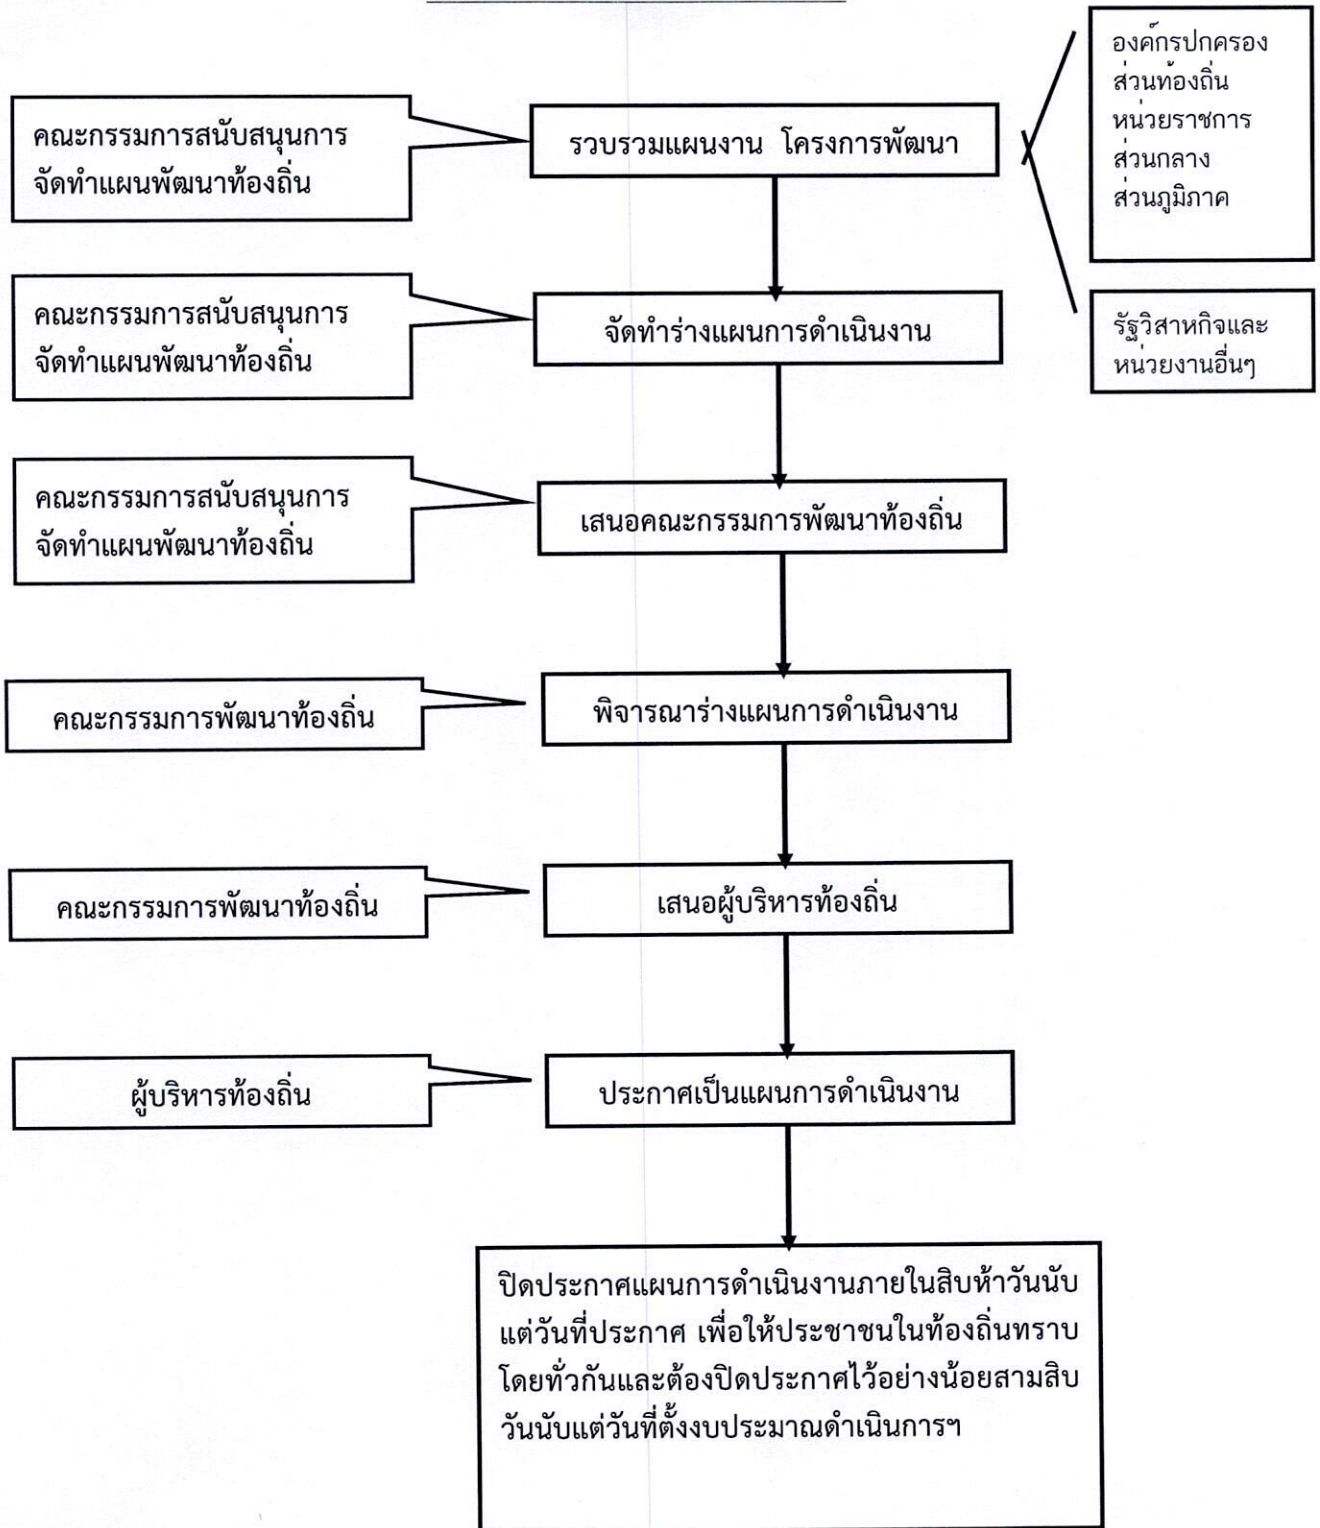 องค์กรปกครอง
ส่วนท้องถิ่น
หน่วยราชการ
ส่วนกลาง
ส่วนภูมิภาค
คณะกรรมการสนับสนุนการ
จัดทำแผนพัฒนาท้องถิ่น
รวบรวมแผนงาน โครงการพัฒนา
คณะกรรมการสนับสนุนการ
จัดทำแผนพัฒนาท้องถิ่น
จัดทำร่างแผนการดำเนินงาน
รัฐวิสาหกิจและ
หน่วยงานอื่นๆ
คณะกรรมการสนับสนุนการ
จัดทำแผนพัฒนาท้องถิ่น
เสนอคณะกรรมการพัฒนาท้องถิ่น
คณะกรรมการพัฒนาท้องถิ่น
พิจารณาร่างแผนการดำเนินงาน
คณะกรรมการพัฒนาท้องถิ่น
เสนอผู้บริหารท้องถิ่น
ผู้บริหารท้องถิ่น
ประกาศเป็นแผนการดำเนินงาน
ปิดประกาศแผนการดำเนินงานภายในสิบห้าวันนับ
แต่วันที่ประกาศ เพื่อให้ประชาชนในท้องถิ่นทราบ
โดยทั่วกันและต้องปิดประกาศไว้อย่างน้อยสามสิบ
วันนับแต่วันที่ตั้งงบประมาณดำเนินการฯ